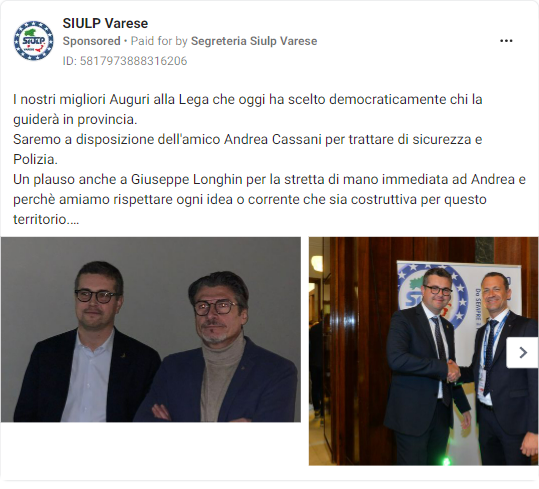 SIULP Varese
Sponsored • Paid for by Segreteria Siulp Varese
ID: 5817973888316206
I nostri migliori Auguri alla Lega che oggi ha scelto democraticamente chi la
guiderà in provincia.
Saremo a disposizione dell'amico Andrea Cassani per trattare di sicurezza e
Polizia.
Un plauso anche a Giuseppe Longhin per la stretta di mano immediata ad Andrea e
perchè amiamo rispettare ogni idea o corrente che sia costruttiva per questo
territorio....
SIULP
Da SEMPRE